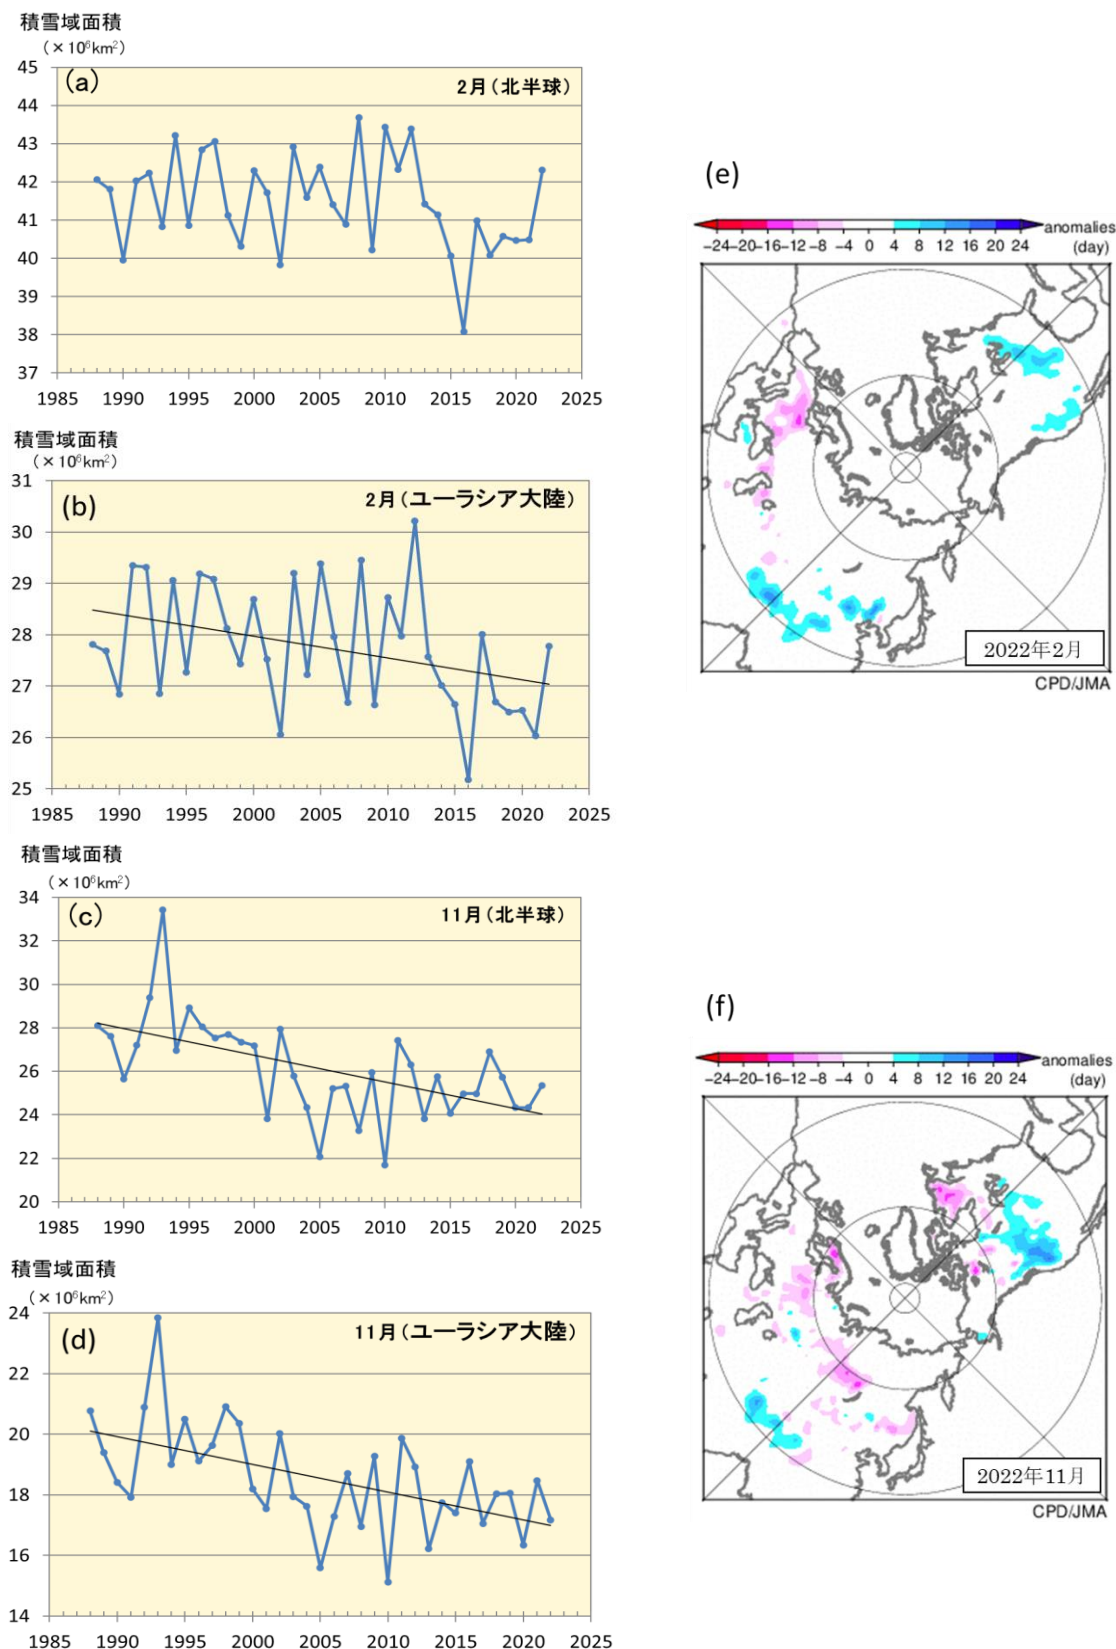 積雪域面積
（×10⁶km²）
(a)
2月（北半球）
45
44
43
42
41
40
39
38
37
1985 1990 1995 2000 2005 2010 2015 2020 2025
積雪域面積
（×10⁶km²）
(b)
2月（ユーラシア大陸）
31
30
29
28
27
26
25
1985 1990 1995 2000 2005 2010 2015 2020 2025
積雪域面積
（×10⁶km²）
(c)
11月（北半球）
34
32
30
28
26
24
22
20
1985 1990 1995 2000 2005 2010 2015 2020 2025
積雪域面積
（×10⁶km²）
(d)
11月（ユーラシア大陸）
24
22
20
18
16
14
1985 1990 1995 2000 2005 2010 2015 2020 2025
(e)
anomalies
−24−20−16−12−8 −4 0 4 8 12 16 20 24 (day)
2022年2月
CPD/JMA
(f)
anomalies
−24−20−16−12−8 −4 0 4 8 12 16 20 24 (day)
2022年11月
CPD/JMA